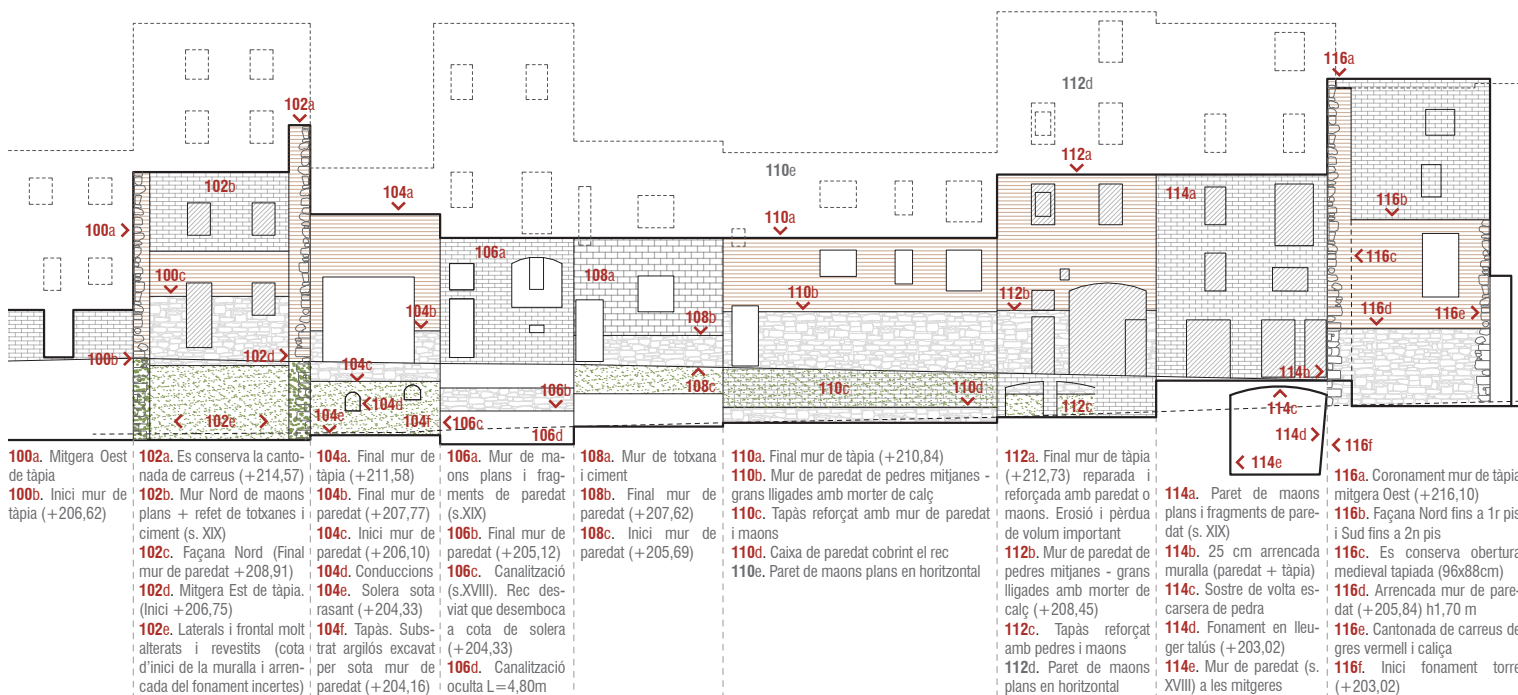 116a
112d
102a
102b
112a
110e
104a
114a
116b
100a
110a
106a
116c
108a
100c
110b
112b
104b
116d
116e
108b
100b
102d
104c
114b
108c
110c
110d
106b
104d
112c
114c
102e
104e
104f
106c
106d
114d
116f
114e
100a. Mitgera Oest
de tàpia
100b. Inici mur de
tàpia (+206,62)
102a. Es conserva la canto-
nada de carreus (+214,57)
102b. Mur Nord de maons
plans + refet de totxanes i
ciment (s. XIX)
102c. Façana Nord (Final
mur de paredat +208,91)
102d. Mitgera Est de tàpia.
(Inici +206,75)
102e. Laterals i frontal molt
alterats i revestits (cota
d'inici de la muralla i arren-
cada del fonament incertes)
104a. Final mur de
tàpia (+211,58)
104b. Final mur de
paredat (+207,77)
104c. Inici mur de
paredat (+206,10)
104d. Conduccions
104e. Solera sota
rasant (+204,33)
104f. Tapàs. Subs-
trat argilós excavat
per sota mur de
paredat (+204,16)
106a. Mur de ma-
ons plans i frag-
ments de paredat
(s.XIX)
106b. Final mur de
paredat (+205,12)
106c. Canalització
(s.XVIII). Rec des-
viat que desemboca
a cota de solera
(+204,33)
106d. Canalització
oculta L=4,80m
108a. Mur de totxana
i ciment
108b. Final mur de
paredat (+207,62)
108c. Inici mur de
paredat (+205,69)
110a. Final mur de tàpia (+210,84)
110b. Mur de paredat de pedres mitjanes -
grans lligades amb morter de calç
110c. Tapàs reforçat amb mur de paredat
i maons
110d. Caixa de paredat cobrint el rec
110e. Paret de maons plans en horitzontal
112a. Final mur de tàpia
(+212,73) reparada i
reforçada amb paredat o
maons. Erosió i pèrdua
de volum important
112b. Mur de paredat de
pedres mitjanes - grans
lligades amb morter de
calç (+208,45)
112c. Tapàs reforçat
amb pedres i maons
112d. Paret de maons
plans en horitzontal
114a. Paret de maons
plans i fragments de pare-
dat (s. XIX)
114b. 25 cm arrencada
muralla (paredat + tàpia)
114c. Sostre de volta es-
carsera de pedra
114d. Fonament en lleu-
ger talús (+203,02)
114e. Mur de paredat (s.
XVIII) a les mitgeres
116a. Coronament mur de tàpia
mitgera Oest (+216,10)
116b. Façana Nord fins a 1r pis
i Sud fins a 2n pis
116c. Es conserva obertura
medieval tapiada (96x88cm)
116d. Arrencada mur de pare-
dat (+205,84) h1,70 m
116e. Cantonada de carreus de
gres vermell i caliça
116f. Inici fonament torre
(+203,02)